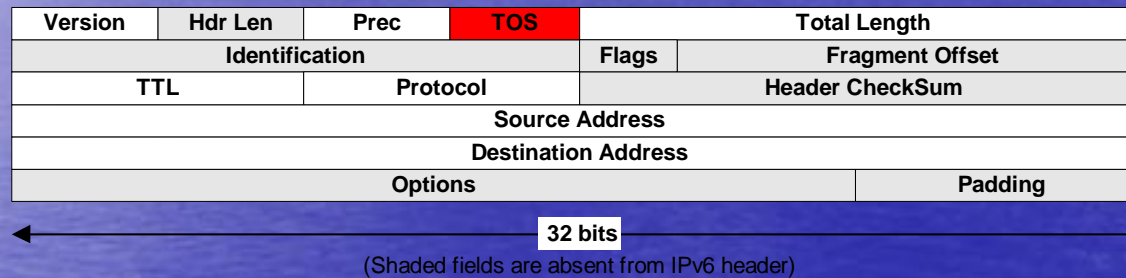 Version Hdr Len Prec TOS Total Length
Identification Flags Fragment Offset
TTL Protocol Header CheckSum
Source Address
Destination Address
Options Padding
32 bits
(Shaded fields are absent from IPv6 header)